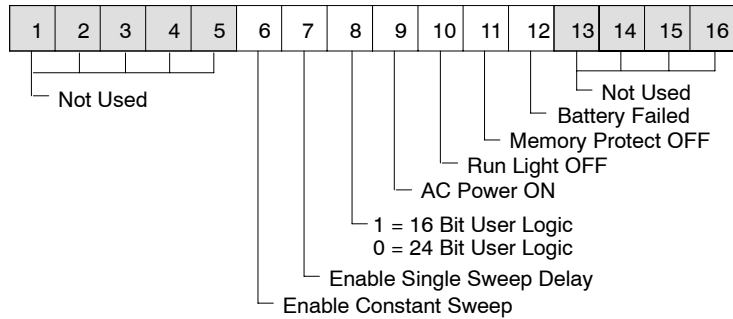 1 2 3 4 5 6 7 8 9 10 11 12 13 14 15 16
Not Used
Not Used
Battery Failed
Memory Protect OFF
Run Light OFF
AC Power ON
1 = 16 Bit User Logic
0 = 24 Bit User Logic
Enable Single Sweep Delay
Enable Constant Sweep